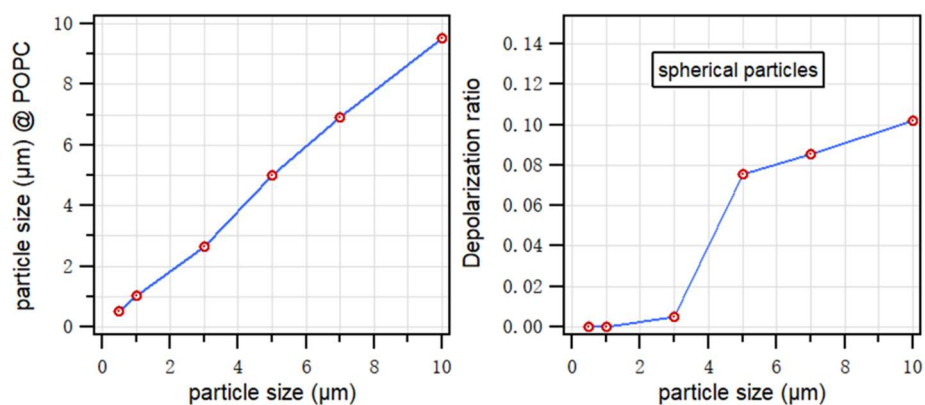 particle size (μm) @ POPC
10
8
6
4
2
0
0 2 4 6 8 10
particle size (μm)
Depolarization ratio
0.14
0.12
0.10
0.08
0.06
0.04
0.02
0.00
spherical particles
0 2 4 6 8 10
particle size (μm)